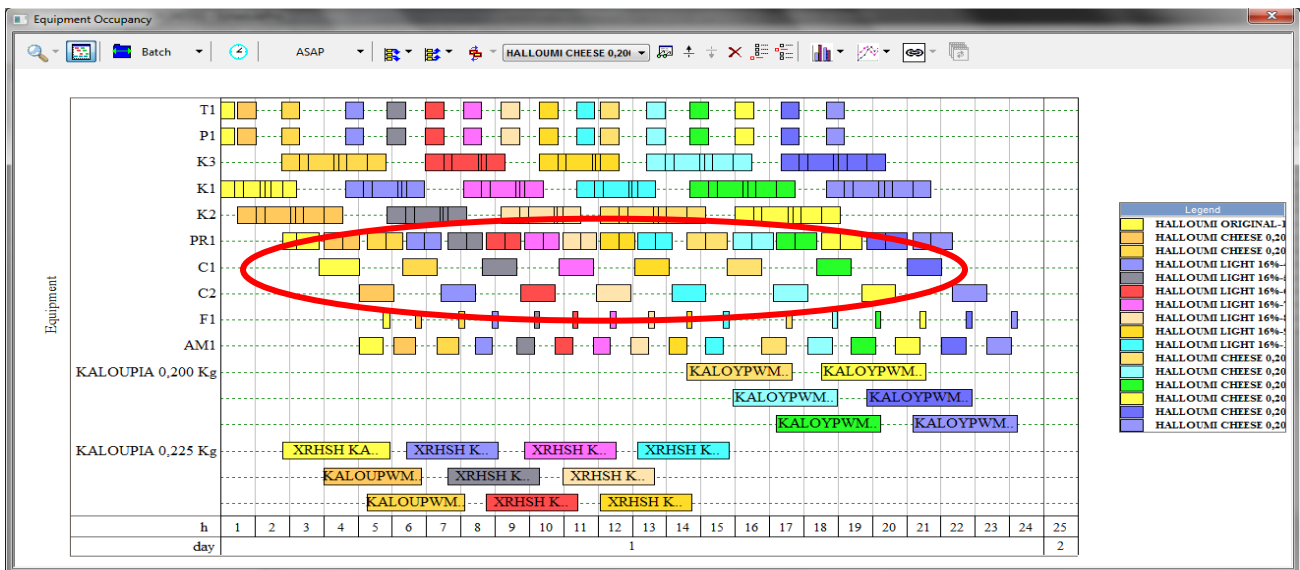 Equipment Occupancy
Batch ASAP HALLOUMI CHEESE 0,20
T1
P1
K3
K1
K2
PR1
C1
C2
F1
AM1
KALOUPIA 0,200 Kg KALOYPWM.. KALOYPWM..
KALOYPWM.. KALOYPWM..
KALOYPWM.. KALOYPWM..
KALOUPIA 0,225 Kg XRHSH KA... XRHSH K.. XRHSH K.. XRHSH K..
KALOUPWM.. XRHSH K.. XRHSH K..
KALOUPWM.. XRHSH K.. XRHSH K..
h 1 2 3 4 5 6 7 8 9 10 11 12 13 14 15 16 17 18 19 20 21 22 23 24 25
day 1 2
Equipment
Legend
HALLOUMI ORIGINAL-1
HALLOUMI CHEESE 0,20
HALLOUMI CHEESE 0,20
HALLOUMI LIGHT 16%-
HALLOUMI LIGHT 16%-
HALLOUMI LIGHT 16%-
HALLOUMI LIGHT 16%-
HALLOUMI LIGHT 16%-
HALLOUMI LIGHT 16%-
HALLOUMI LIGHT 16%-
HALLOUMI CHEESE 0,20
HALLOUMI CHEESE 0,20
HALLOUMI CHEESE 0,20
HALLOUMI CHEESE 0,20
HALLOUMI CHEESE 0,20
HALLOUMI CHEESE 0,20